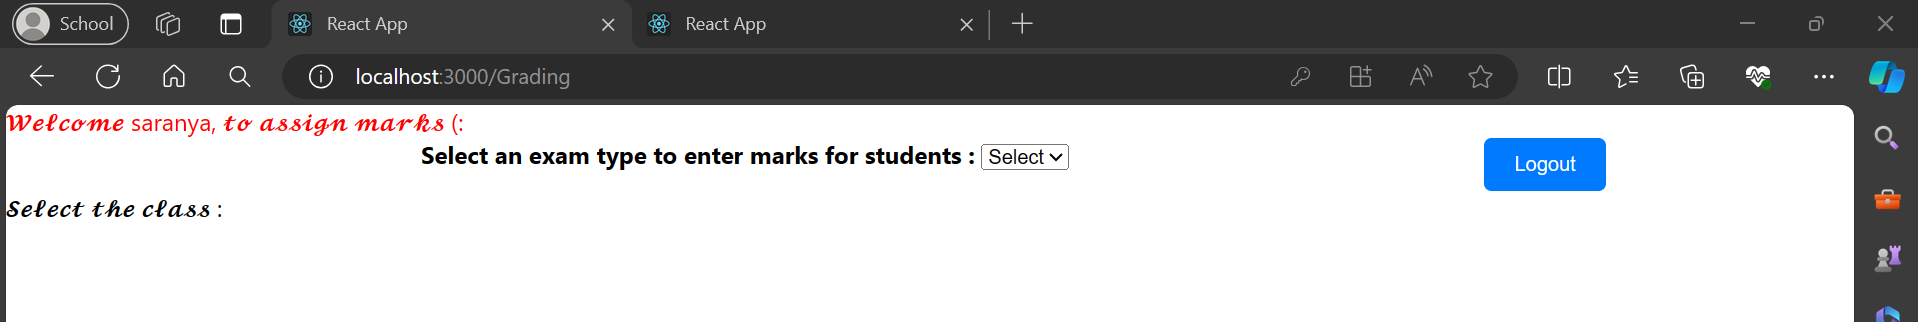 School
React App
React App
localhost:3000/Grading
𝓦𝓮𝓵𝓬𝓸𝓶𝓮 saranya, 𝓽𝓸 𝓪𝓼𝓼𝓲𝓰𝓷 𝓶𝓪𝓻𝓴𝓼 (:
Select an exam type to enter marks for students : Select
Logout
𝓢𝓮𝓵𝓮𝓬𝓽 𝓽𝓱𝓮 𝓬𝓵𝓪𝓼𝓼 :